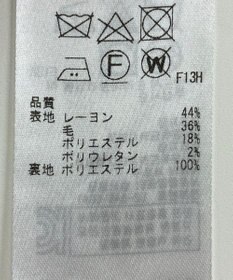 F
W
F13H
品質
表地 レーヨン 44%
毛 36%
ポリエステル 18%
ポリウレタン 2%
裏地 ポリエステル 100%